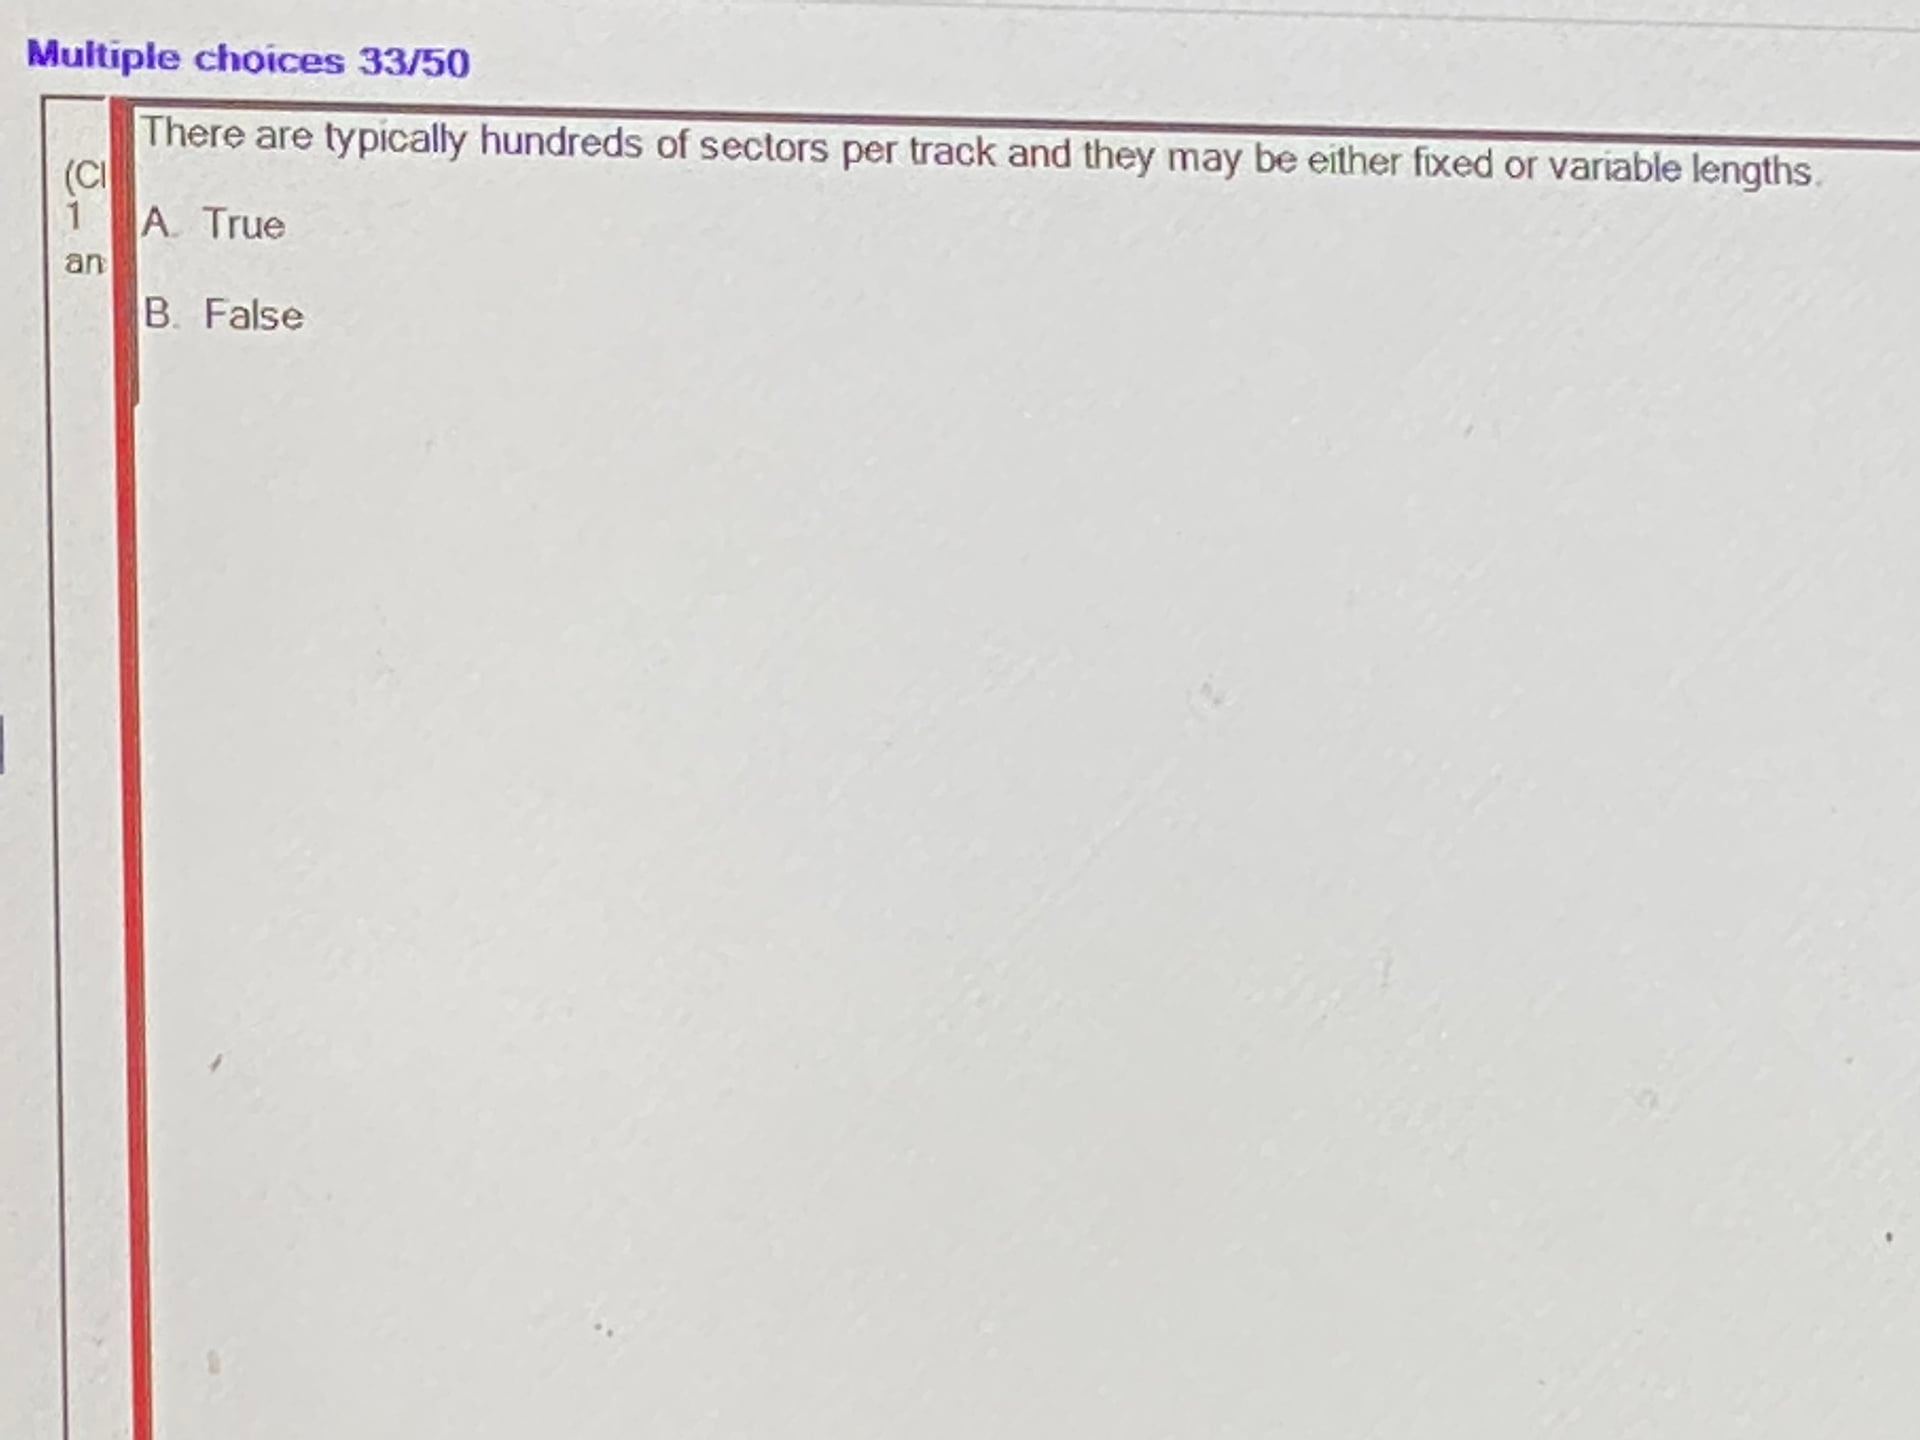 Multiple choices 33/50
There are typically hundreds of sectors per track and they may be either fixed or variable lengths.
(Cl
1
an
A. True
B. False